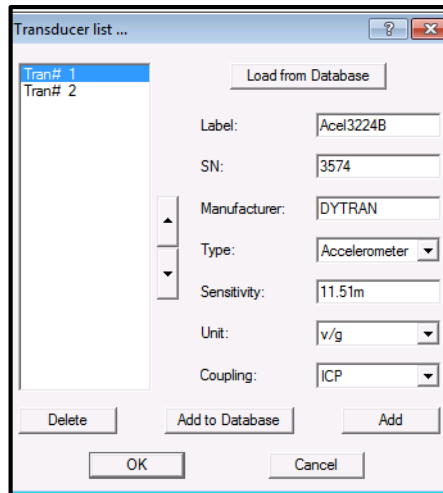 Transducer list ...
Tran# 1
Tran# 2
Load from Database
Label: Acel3224B
SN: 3574
Manufacturer: DYTRAN
Type: Accelerometer
Sensitivity: 11.51m
Unit: v/g
Coupling: ICP
Delete Add to Database Add
OK Cancel